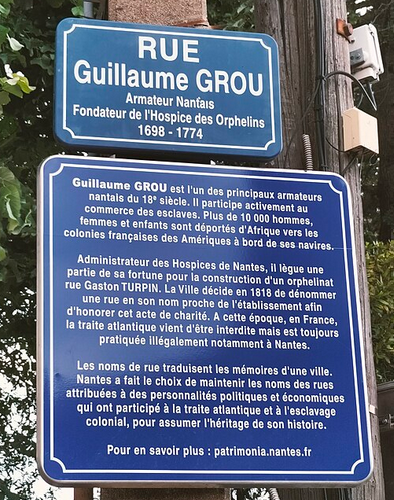 RUE
Guillaume GROU
Armateur Nantais
Fondateur de l'Hospice des Orphelins
1698 - 1774
Guillaume GROU est l'un des principaux armateurs
nantais du 18e siècle. Il participe activement au
commerce des esclaves. Plus de 10 000 hommes,
femmes et enfants sont déportés d'Afrique vers les
colonies françaises des Amériques à bord de ses navires.
Administrateur des Hospices de Nantes, il lègue une
partie de sa fortune pour la construction d'un orphelinat
rue Gaston TURPIN. La Ville décide en 1818 de dénommer
une rue en son nom proche de l'établissement afin
d'honorer cet acte de charité. A cette époque, en France,
la traite atlantique vient d'être interdite mais est toujours
pratiquée illégalement notamment à Nantes.
Les noms de rue traduisent les mémoires d'une ville.
Nantes a fait le choix de maintenir les noms des rues
attribuées à des personnalités politiques et économiques
qui ont participé à la traite atlantique et à l'esclavage
colonial, pour assumer l'héritage de son histoire.
Pour en savoir plus : patrimonia.nantes.fr